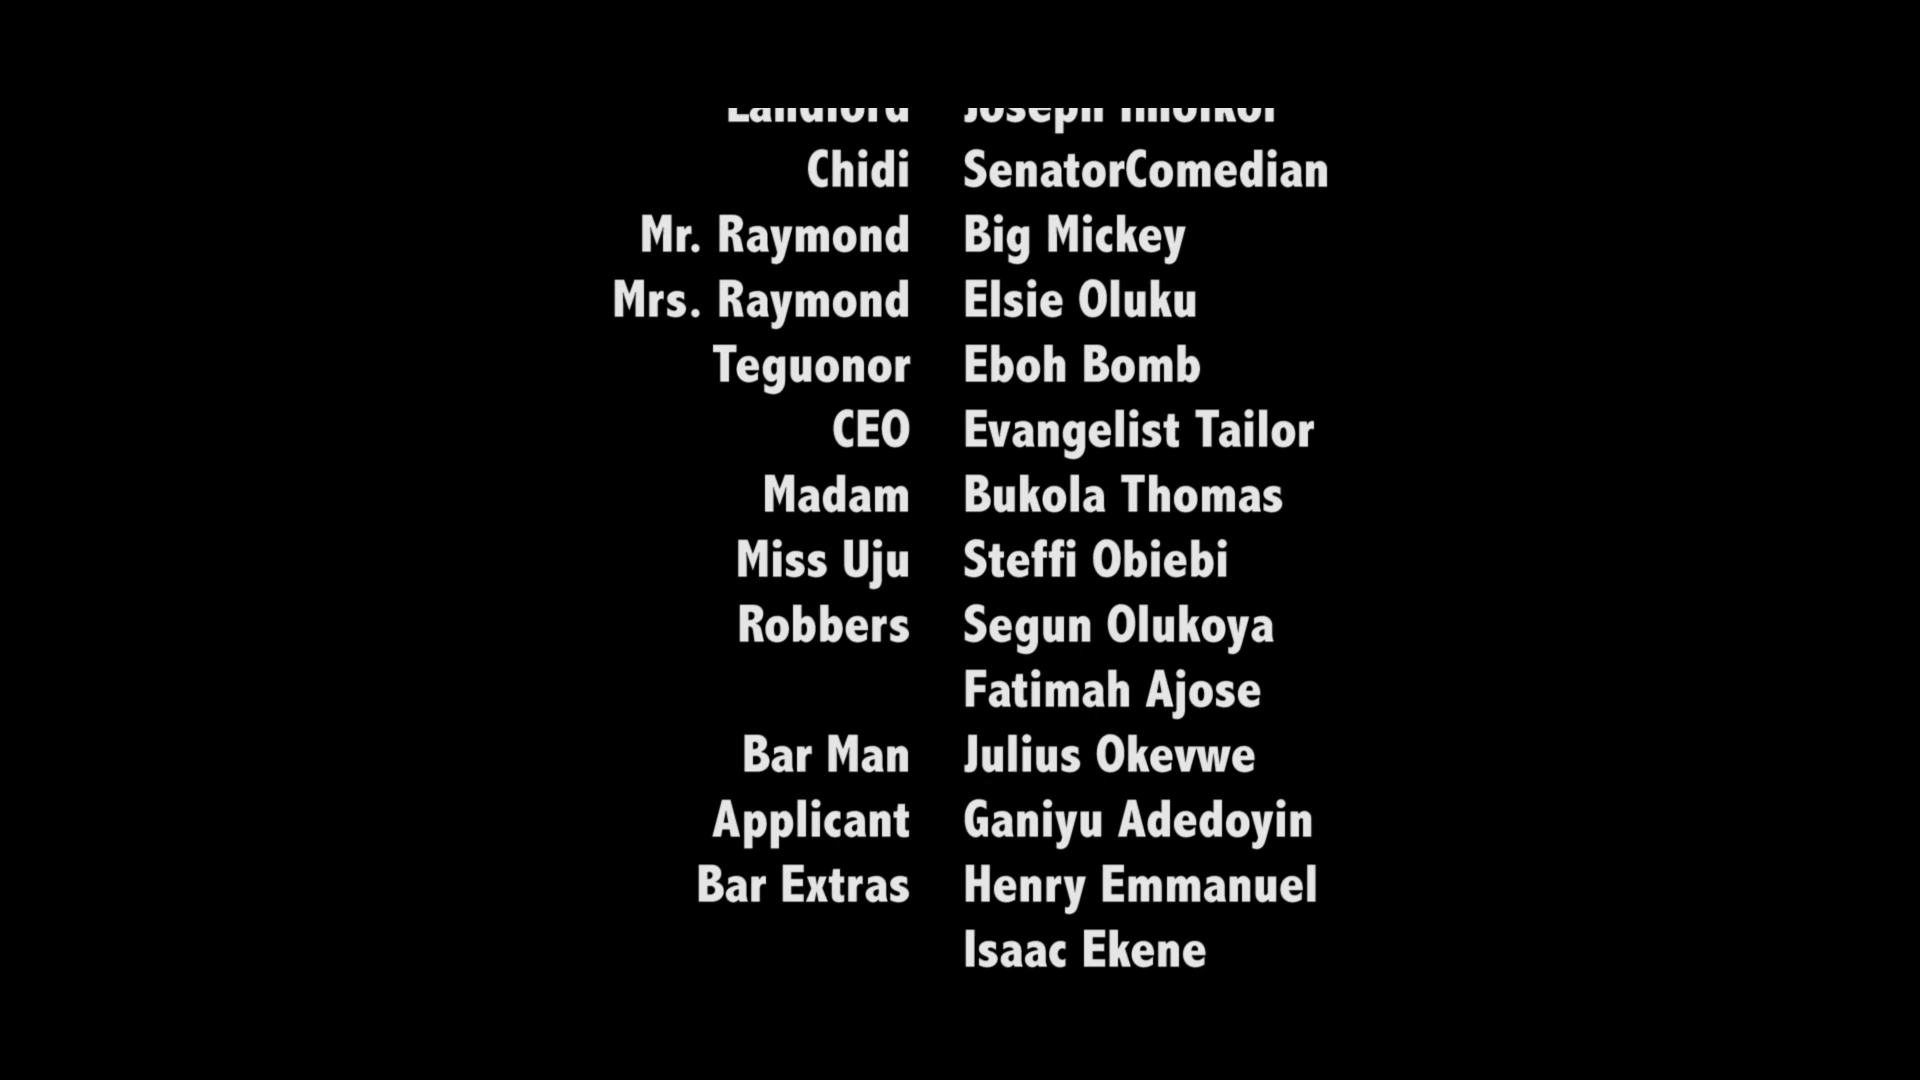 Landlord Joseph
Chidi SenatorComedian
Mr. Raymond Big Mickey
Mrs. Raymond Elsie Oluku
Teguonor Eboh Bomb
CEO Evangelist Tailor
Madam Bukola Thomas
Miss Uju Steffi Obiebi
Robbers Segun Olukoya
Fatimah Ajose
Bar Man Julius Okevwe
Applicant Ganiyu Adedoyin
Bar Extras Henry Emmanuel
Isaac Ekene